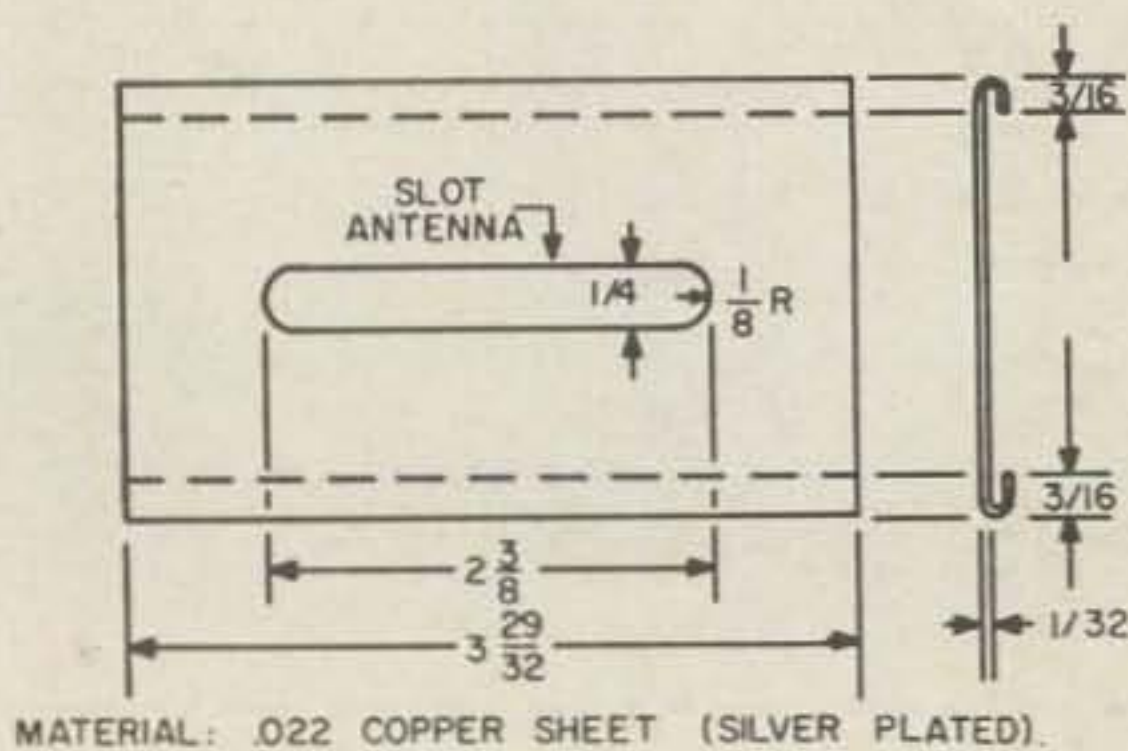 3/16
SLOT
ANTENNA
1/4
1/8 R
3/16
2 3/8
1/32
3 29/32
MATERIAL: .022 COPPER SHEET (SILVER PLATED).